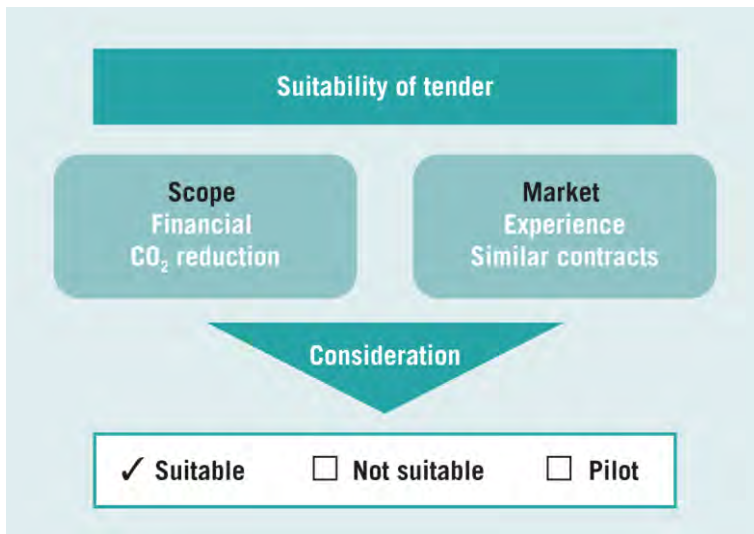 Suitability of tender
Scope
Financial
CO₂ reduction
Market
Experience
Similar contracts
Consideration
✓ Suitable ☐ Not suitable ☐ Pilot